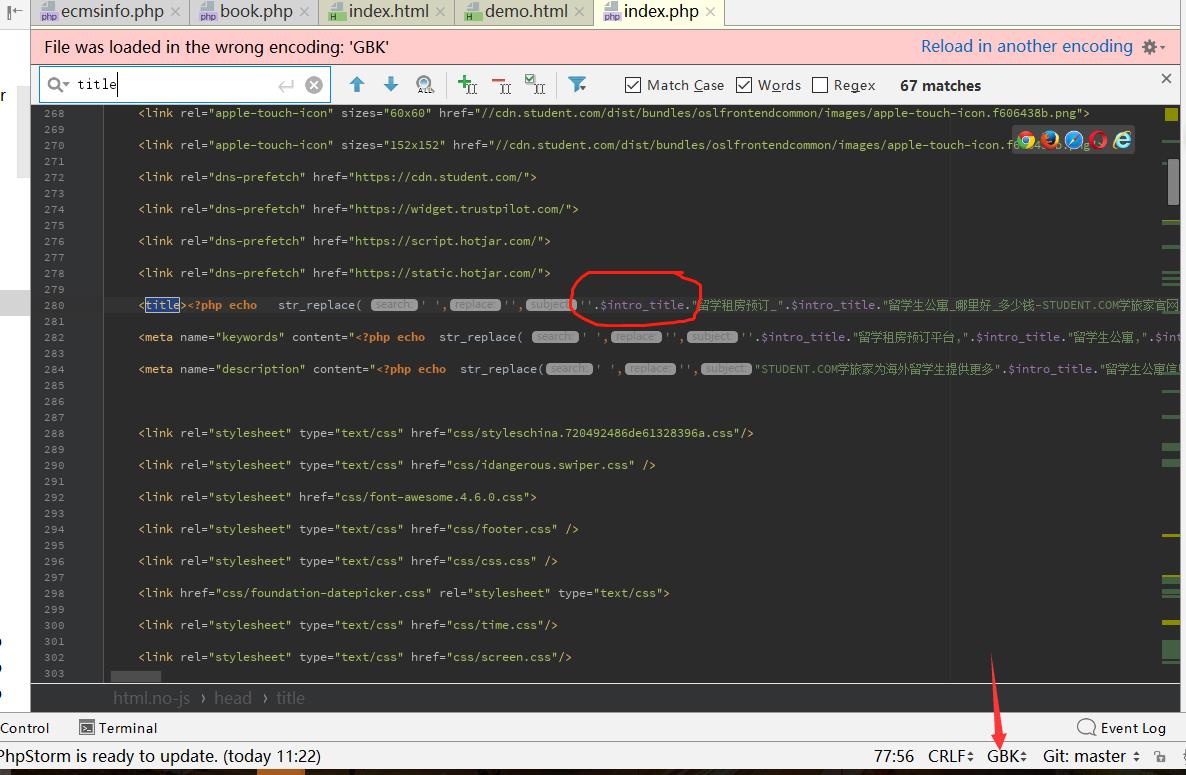 ecmsinfo.php
book.php
index.html
demo.html
index.php
File was loaded in the wrong encoding: 'GBK'
Reload in another encoding
title
Match Case
Words
Regex
67 matches
268 <link rel="apple-touch-icon" sizes="60x60" href="//cdn.student.com/dist/bundles/oslfrontendcommon/images/apple-touch-icon.f606438b.png">
269
270 <link rel="apple-touch-icon" sizes="152x152" href="//cdn.student.com/dist/bundles/oslfrontendcommon/images/apple-touch-icon.f
271
272 <link rel="dns-prefetch" href="https://cdn.student.com/">
273
274 <link rel="dns-prefetch" href="https://widget.trustpilot.com/">
275
276 <link rel="dns-prefetch" href="https://script.hotjar.com/">
277
278 <link rel="dns-prefetch" href="https://static.hotjar.com/">
279
280 <title><?php echo str_replace( search: ' ', replace: '', subject: ''.$intro_title."留学租房预订_".$intro_title."留学生公寓_哪里好_多少钱-STUDENT.COM学旅家官网
281
282 <meta name="keywords" content="<?php echo str_replace( search: ' ', replace: '', subject: ''.$intro_title."留学租房预订平台,".$intro_title."留学生公寓,".$int
283
284 <meta name="description" content="<?php echo str_replace( search: ' ', replace: '', subject: "STUDENT.COM学旅家为海外留学生提供更多".$intro_title."留学生公寓信
285
286
287
288 <link rel="stylesheet" type="text/css" href="css/styleschina.720492486de61328396a.css"/>
289
290 <link rel="stylesheet" type="text/css" href="css/idangerous.swiper.css" />
291
292 <link rel="stylesheet" href="css/font-awesome.4.6.0.css">
293
294 <link rel="stylesheet" type="text/css" href="css/footer.css" />
295
296 <link rel="stylesheet" type="text/css" href="css/css.css" />
297
298 <link href="css/foundation-datepicker.css" rel="stylesheet" type="text/css">
299
300 <link rel="stylesheet" type="text/css" href="css/time.css"/>
301
302 <link rel="stylesheet" type="text/css" href="css/screen.css"/>
303
html.no-js › head › title
Control
Terminal
Event Log
PhpStorm is ready to update. (today 11:22)
77:56
CRLF
GBK
Git: master